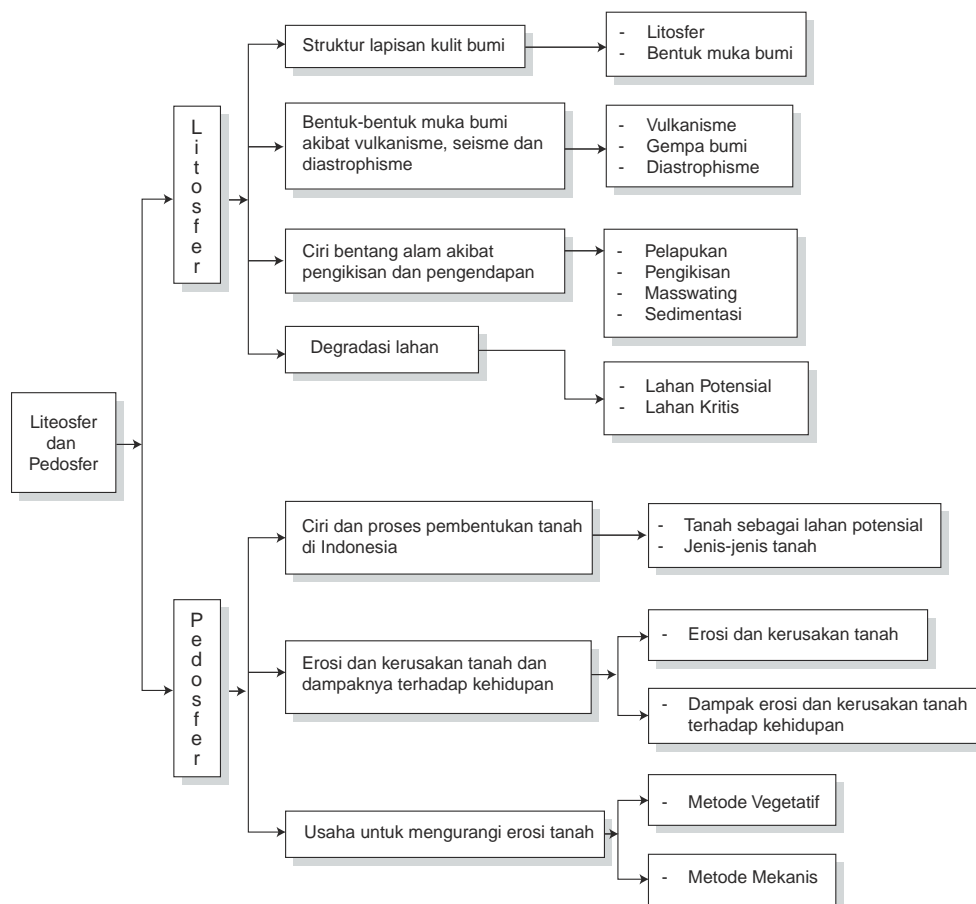 Struktur lapisan kulit bumi
- Litosfer
- Bentuk muka bumi
Litosfer
Bentuk-bentuk muka bumi
akibat vulkanisme, seisme dan
diastrophisme
- Vulkanisme
- Gempa bumi
- Diastrophisme
Ciri bentang alam akibat
pengikisan dan pengendapan
- Pelapukan
- Pengikisan
- Masswating
- Sedimentasi
Degradasi lahan
- Lahan Potensial
- Lahan Kritis
Liteosfer
dan
Pedosfer
Ciri dan proses pembentukan tanah
di Indonesia
- Tanah sebagai lahan potensial
- Jenis-jenis tanah
Pedosfer
Erosi dan kerusakan tanah dan
dampaknya terhadap kehidupan
- Erosi dan kerusakan tanah
- Dampak erosi dan kerusakan tanah
terhadap kehidupan
Usaha untuk mengurangi erosi tanah
- Metode Vegetatif
- Metode Mekanis